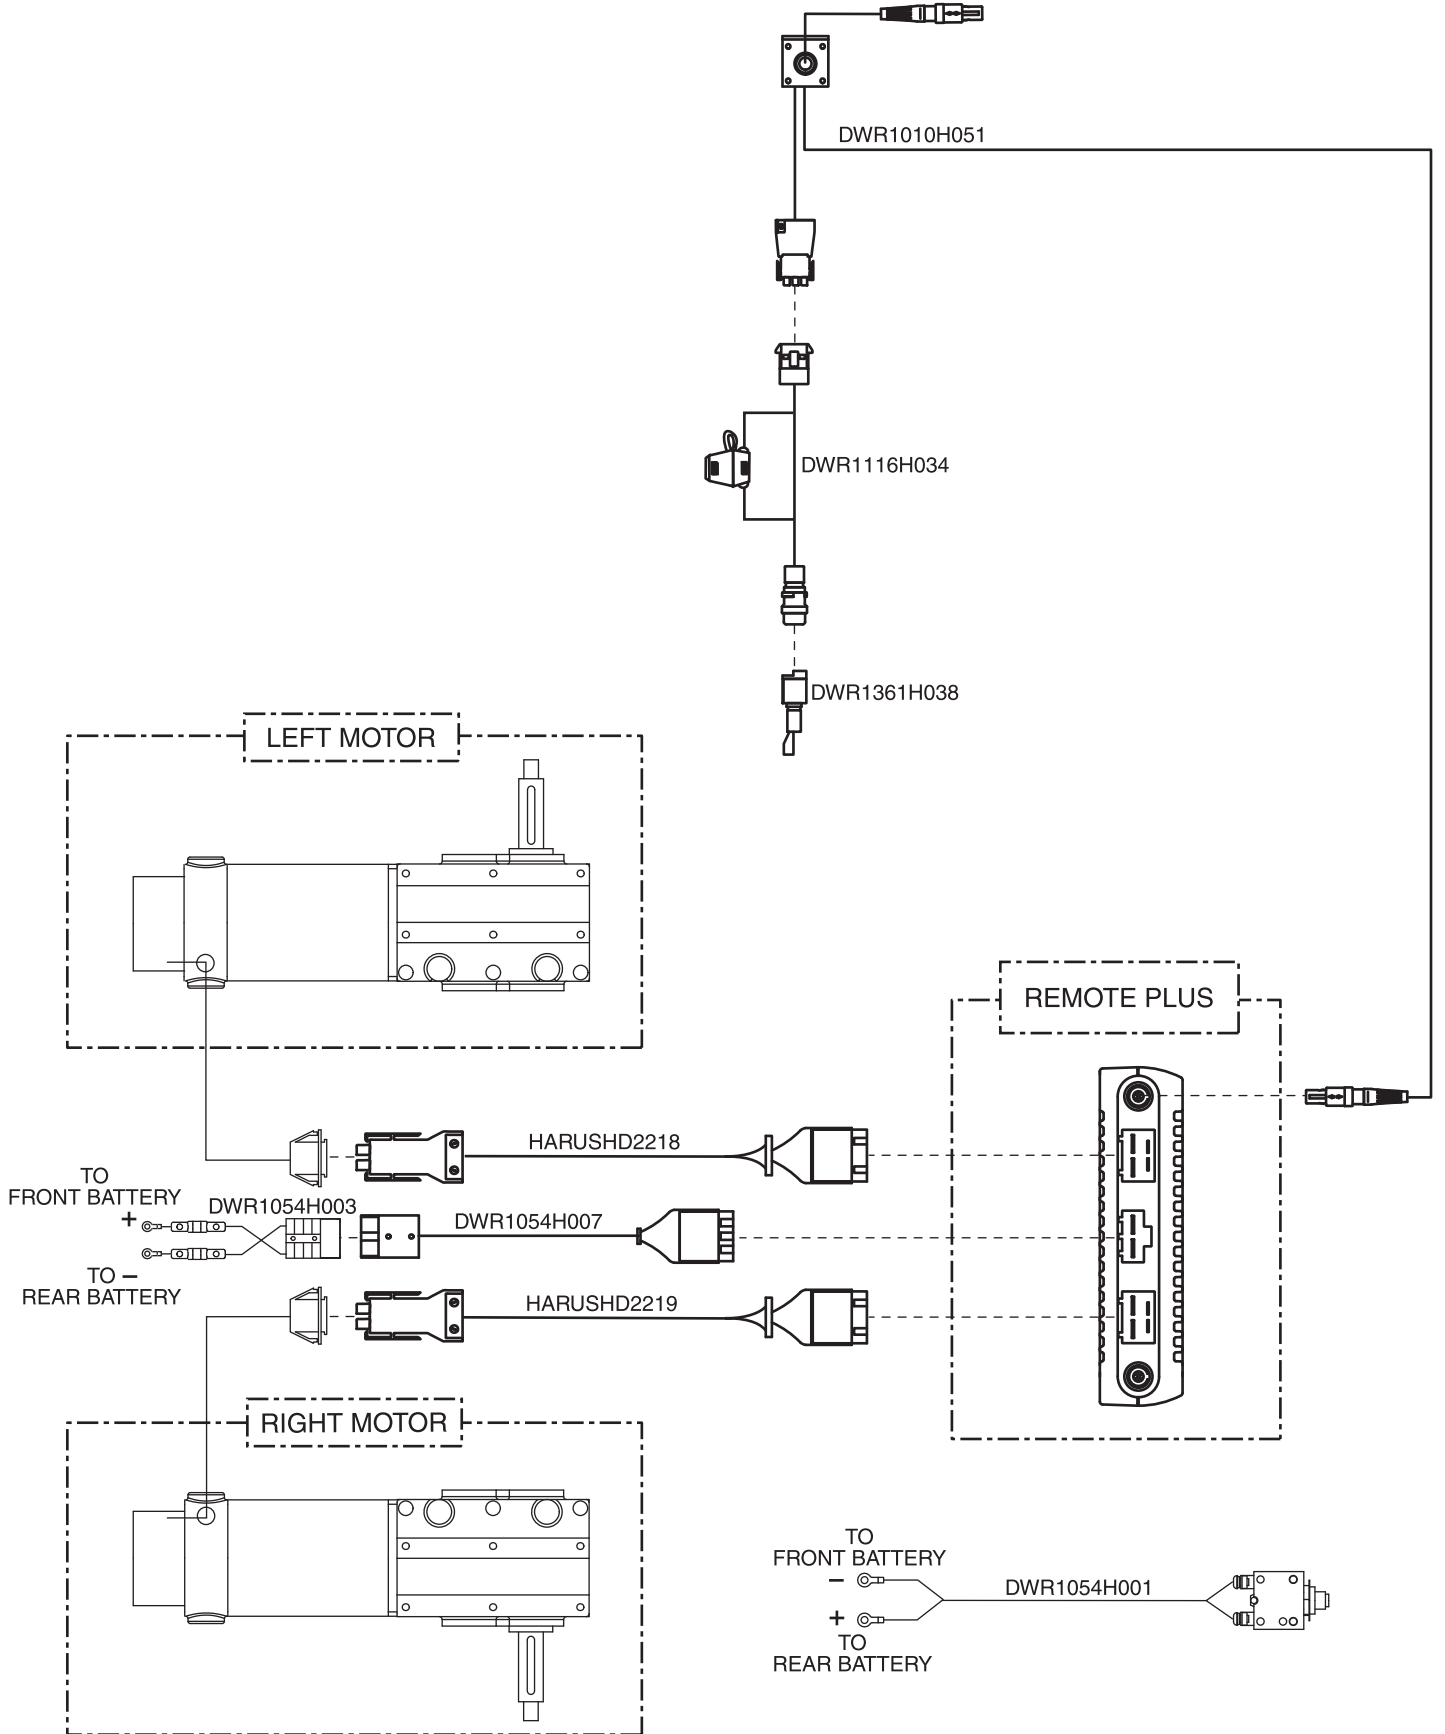 DWR1010H051
DWR1116H034
DWR1361H038
LEFT MOTOR
REMOTE PLUS
HARUSHD2218
TO
FRONT BATTERY
+
DWR1054H003
DWR1054H007
TO –
REAR BATTERY
HARUSHD2219
RIGHT MOTOR
TO
FRONT BATTERY
–
DWR1054H001
+
TO
REAR BATTERY